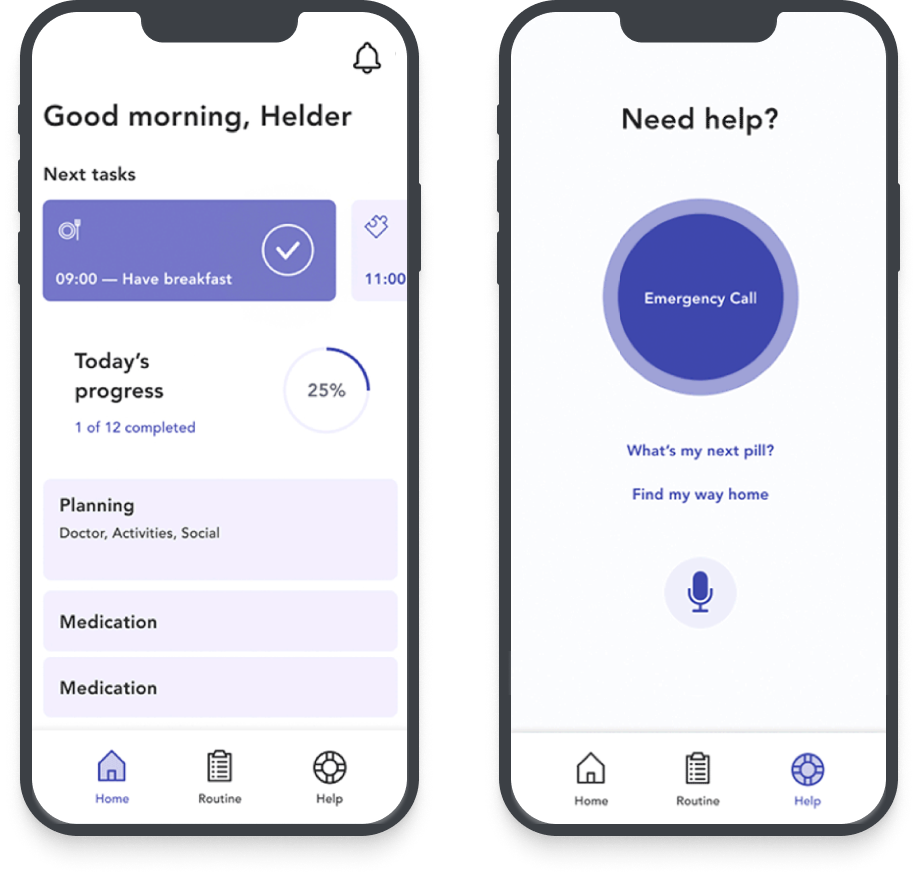 Good morning, Helder
Next tasks
09:00 — Have breakfast
11:00
Today’s
progress
25%
1 of 12 completed
Planning
Doctor, Activities, Social
Medication
Medication
Home
Routine
Help
Need help?
Emergency Call
What’s my next pill?
Find my way home
Home
Routine
Help